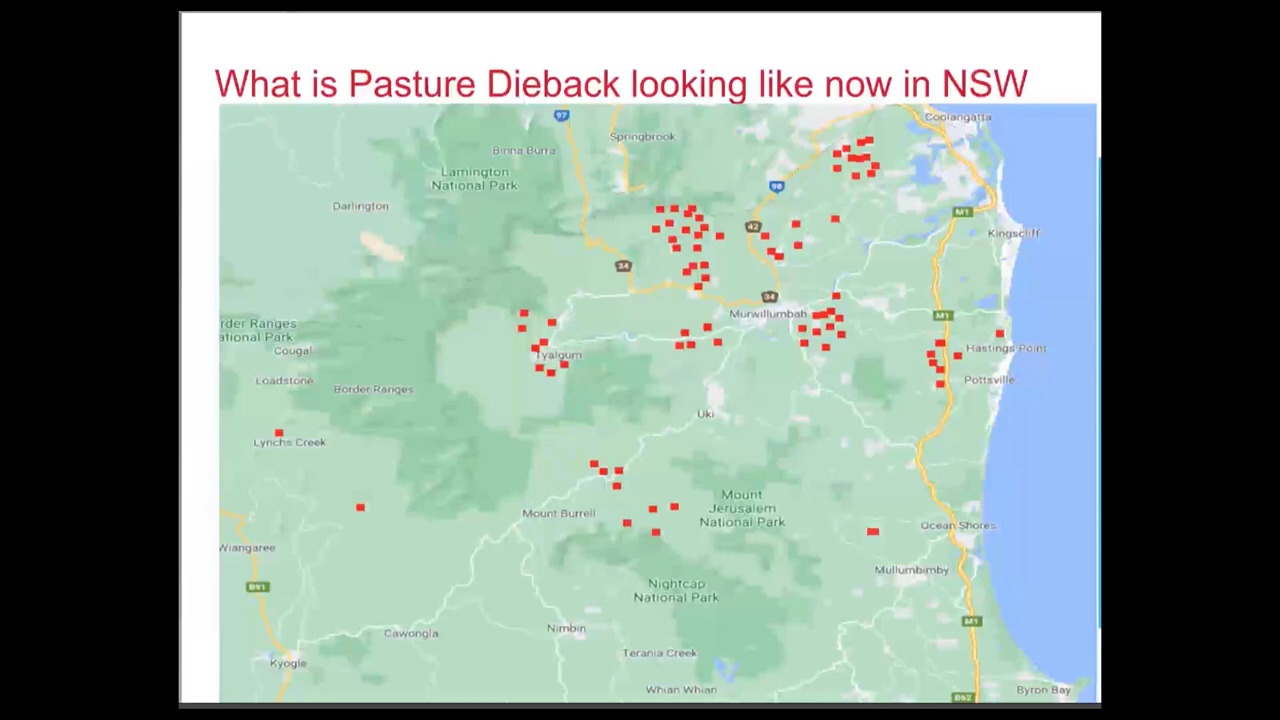 What is Pasture Dieback looking like now in NSW
97
Coolangatta
Springbrook
Binna Burra
Lamington
National Park
98
Darlington
M1
42
Kingscliff
34
34
Murwillumbah
M1
rder Ranges
ational Park
Cougal
Tyalgum
Hastings Point
Loadstone
Border Ranges
Pottsville
Uki
Lynchs Creek
Mount
Jerusalem
National Park
Mount Burrell
Ocean Shores
Wiangaree
Mullumbimby
B91
Nightcap
National Park
M1
Cawongla
Nimbin
Terania Creek
Kyogle
Whian Whian
Byron Bay
B62